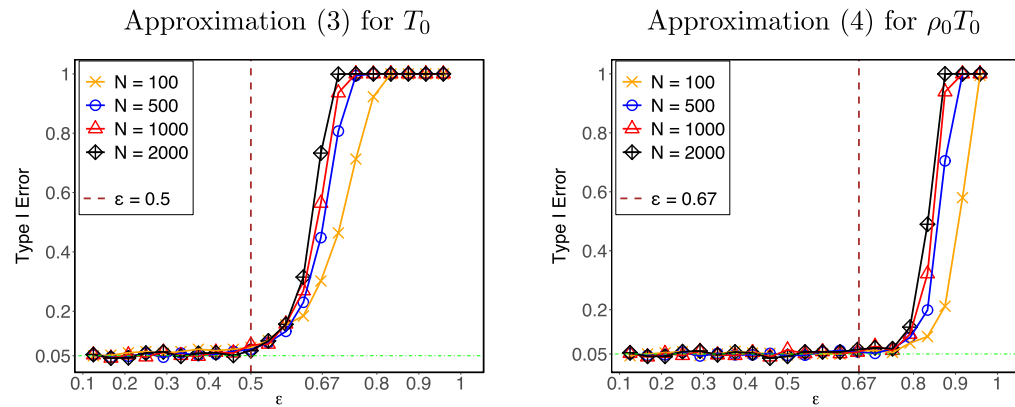 Approximation (3) for T₀
Approximation (4) for ρ₀T₀
Type I Error
1
0.8
0.6
0.4
0.2
0.05
N = 100
N = 500
N = 1000
N = 2000
ε = 0.5
0.1 0.2 0.3 0.4 0.5 0.67 0.8 0.9 1
ε
Type I Error
1
0.8
0.6
0.4
0.2
0.05
N = 100
N = 500
N = 1000
N = 2000
ε = 0.67
0.1 0.2 0.3 0.4 0.5 0.67 0.8 0.9 1
ε